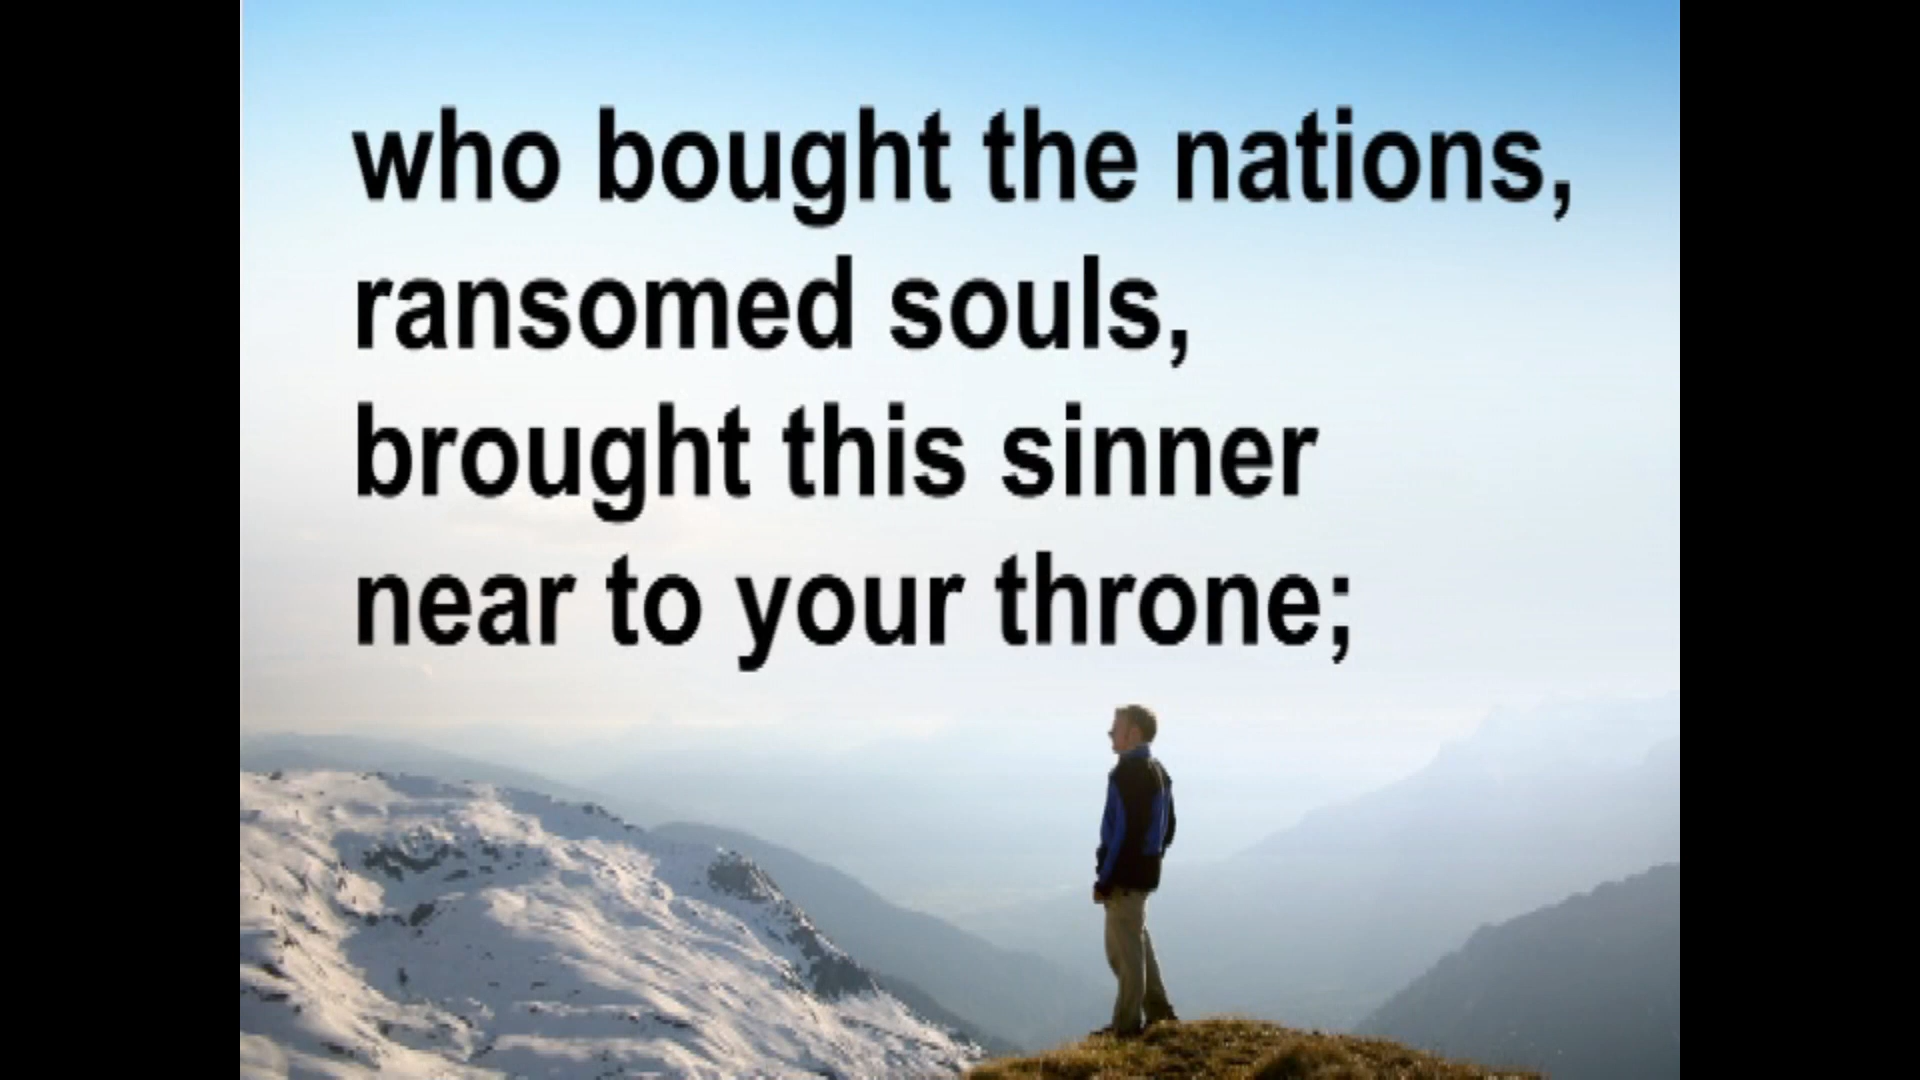 who bought the nations,
ransomed souls,
brought this sinner
near to your throne;